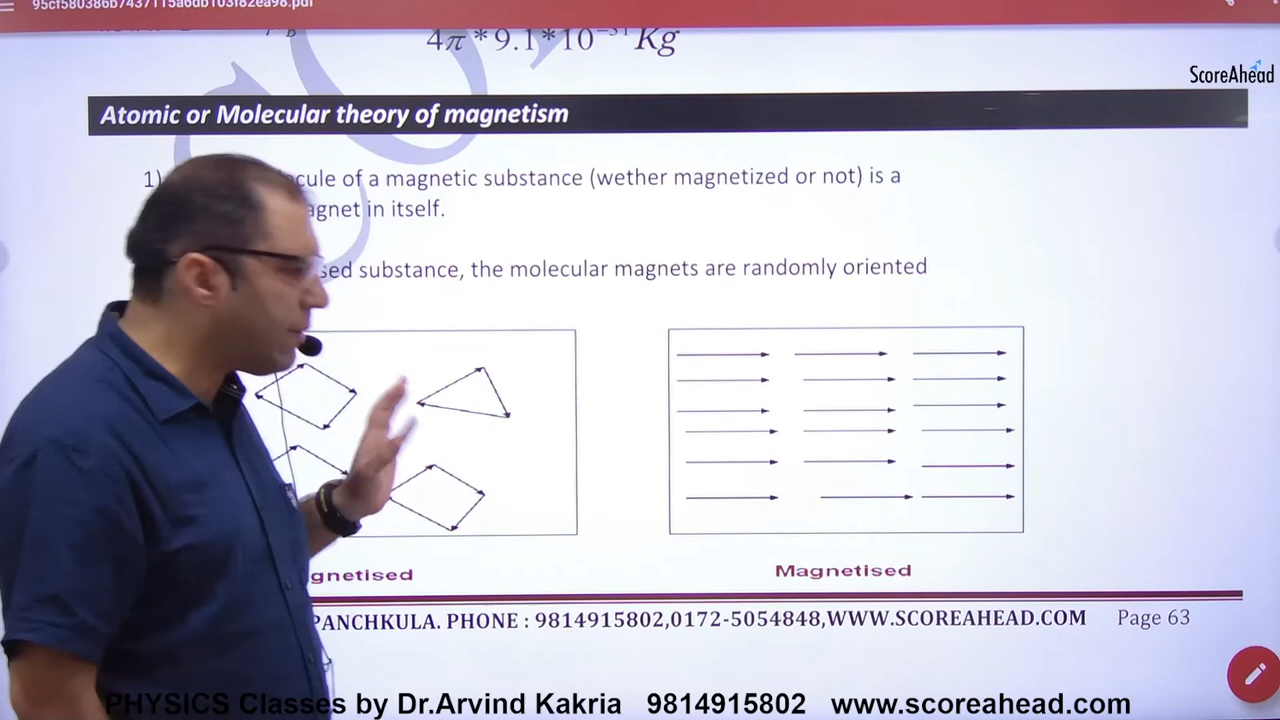 95cf580386b7437115a6db103f82ea98.pdf
4π*9.1*10⁻³¹ Kg
ScoreAhead
Atomic or Molecular theory of magnetism
1) cule of a magnetic substance (wether magnetized or not) is a
agnet in itself.
sed substance, the molecular magnets are randomly oriented
gnetised
Magnetised
PANCHKULA. PHONE : 9814915802,0172-5054848,WWW.SCOREAHEAD.COM Page 63
PHYSICS Classes by Dr.Arvind Kakria 9814915802 www.scoreahead.com